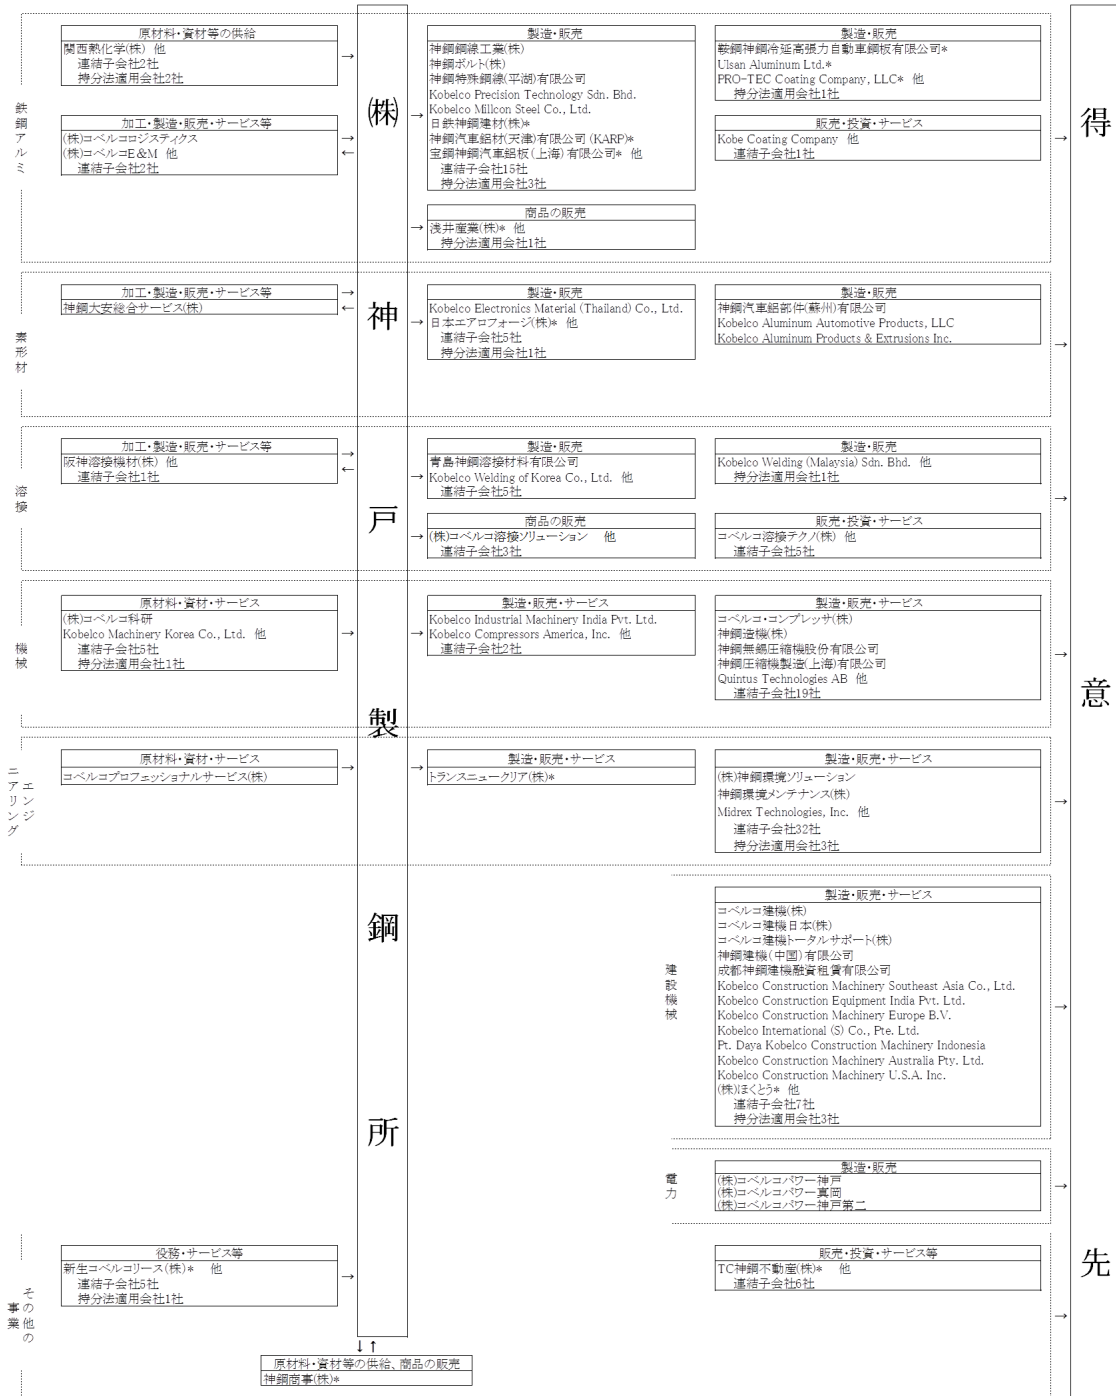 鉄鋼アルミ
原材料・資材等の供給
関西熱化学(株) 他
連結子会社2社
持分法適用会社2社
→
加工・製造・販売・サービス等
(株)コベルコロジスティクス
(株)コベルコE&M 他
連結子会社2社
→
←
製造・販売
神鋼鋼線工業(株)
神鋼ボルト(株)
神鋼特殊鋼線(平湖)有限公司
Kobelco Precision Technology Sdn. Bhd.
Kobelco Millcon Steel Co., Ltd.
日鉄神鋼建材(株)*
神鋼汽車鋁材(天津)有限公司(KARP)*
宝鋼神鋼汽車鋁板(上海)有限公司* 他
連結子会社15社
持分法適用会社3社
→
商品の販売
浅井産業(株)* 他
持分法適用会社1社
→
製造・販売
鞍鋼神鋼冷延高張力自動車鋼板有限公司*
Ulsan Aluminum Ltd.*
PRO-TEC Coating Company, LLC* 他
持分法適用会社1社
販売・投資・サービス
Kobe Coating Company 他
連結子会社1社
→
素形材
加工・製造・販売・サービス等
神鋼大安総合サービス(株)
→
←
製造・販売
Kobelco Electronics Material (Thailand) Co., Ltd.
日本エアロフォージ(株)* 他
連結子会社5社
持分法適用会社1社
→
製造・販売
神鋼汽車鋁部件(蘇州)有限公司
Kobelco Aluminum Automotive Products, LLC
Kobelco Aluminum Products & Extrusions Inc.
→
溶接
加工・製造・販売・サービス等
阪神溶接機材(株) 他
連結子会社1社
→
←
製造・販売
青島神鋼溶接材料有限公司
Kobelco Welding of Korea Co., Ltd. 他
連結子会社5社
→
商品の販売
(株)コベルコ溶接ソリューション 他
連結子会社3社
→
製造・販売
Kobelco Welding (Malaysia) Sdn. Bhd. 他
持分法適用会社1社
販売・投資・サービス
コベルコ溶接テクノ(株) 他
連結子会社5社
→
機械
原材料・資材・サービス
(株)コベルコ科研
Kobelco Machinery Korea Co., Ltd. 他
連結子会社5社
持分法適用会社1社
→
製造・販売・サービス
Kobelco Industrial Machinery India Pvt. Ltd.
Kobelco Compressors America, Inc. 他
連結子会社2社
→
製造・販売・サービス
コベルコ・コンプレッサ(株)
神鋼造機(株)
神鋼無錫圧縮機股份有限公司
神鋼圧縮機製造(上海)有限公司
Quintus Technologies AB 他
連結子会社19社
→
エンジニアリング
原材料・資材・サービス
コベルコプロフェッショナルサービス(株)
→
製造・販売・サービス
トランスニュークリア(株)*
→
製造・販売・サービス
(株)神鋼環境ソリューション
神鋼環境メンテナンス(株)
Midrex Technologies, Inc. 他
連結子会社32社
持分法適用会社3社
→
建設機械
製造・販売・サービス
コベルコ建機(株)
コベルコ建機日本(株)
コベルコ建機トータルサポート(株)
神鋼建機(中国)有限公司
成都神鋼建機融資租賃有限公司
Kobelco Construction Machinery Southeast Asia Co., Ltd.
Kobelco Construction Equipment India Pvt. Ltd.
Kobelco Construction Machinery Europe B.V.
Kobelco International (S) Co., Pte. Ltd.
Pt. Daya Kobelco Construction Machinery Indonesia
Kobelco Construction Machinery Australia Pty. Ltd.
Kobelco Construction Machinery U.S.A. Inc.
(株)ほくとう* 他
連結子会社7社
持分法適用会社3社
→
電力
製造・販売
(株)コベルコパワー神戸
(株)コベルコパワー真岡
(株)コベルコパワー神戸第二
→
その他の事業
役務・サービス等
新生コベルコリース(株)* 他
連結子会社5社
持分法適用会社1社
→
販売・投資・サービス等
TC神鋼不動産(株)* 他
連結子会社6社
→
↓↑
原材料・資材等の供給、商品の販売
神鋼商事(株)*
㈱神戸製鋼所
得意先